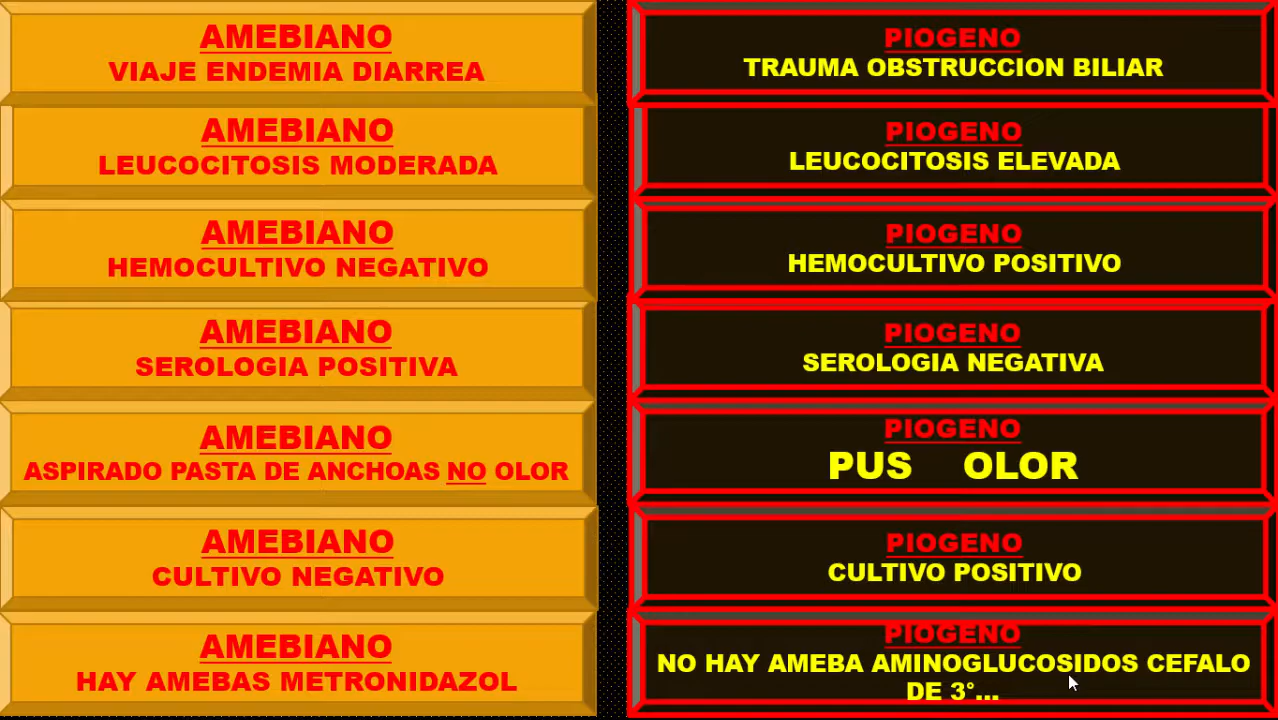 AMEBIANO
VIAJE ENDEMIA DIARREA
AMEBIANO
LEUCOCITOSIS MODERADA
AMEBIANO
HEMOCULTIVO NEGATIVO
AMEBIANO
SEROLOGIA POSITIVA
AMEBIANO
ASPIRADO PASTA DE ANCHOAS NO OLOR
AMEBIANO
CULTIVO NEGATIVO
AMEBIANO
HAY AMEBAS METRONIDAZOL
PIOGENO
TRAUMA OBSTRUCCION BILIAR
PIOGENO
LEUCOCITOSIS ELEVADA
PIOGENO
HEMOCULTIVO POSITIVO
PIOGENO
SEROLOGIA NEGATIVA
PIOGENO
PUS OLOR
PIOGENO
CULTIVO POSITIVO
PIOGENO
NO HAY AMEBA AMINOGLUCOSIDOS CEFALO
DE 3°...